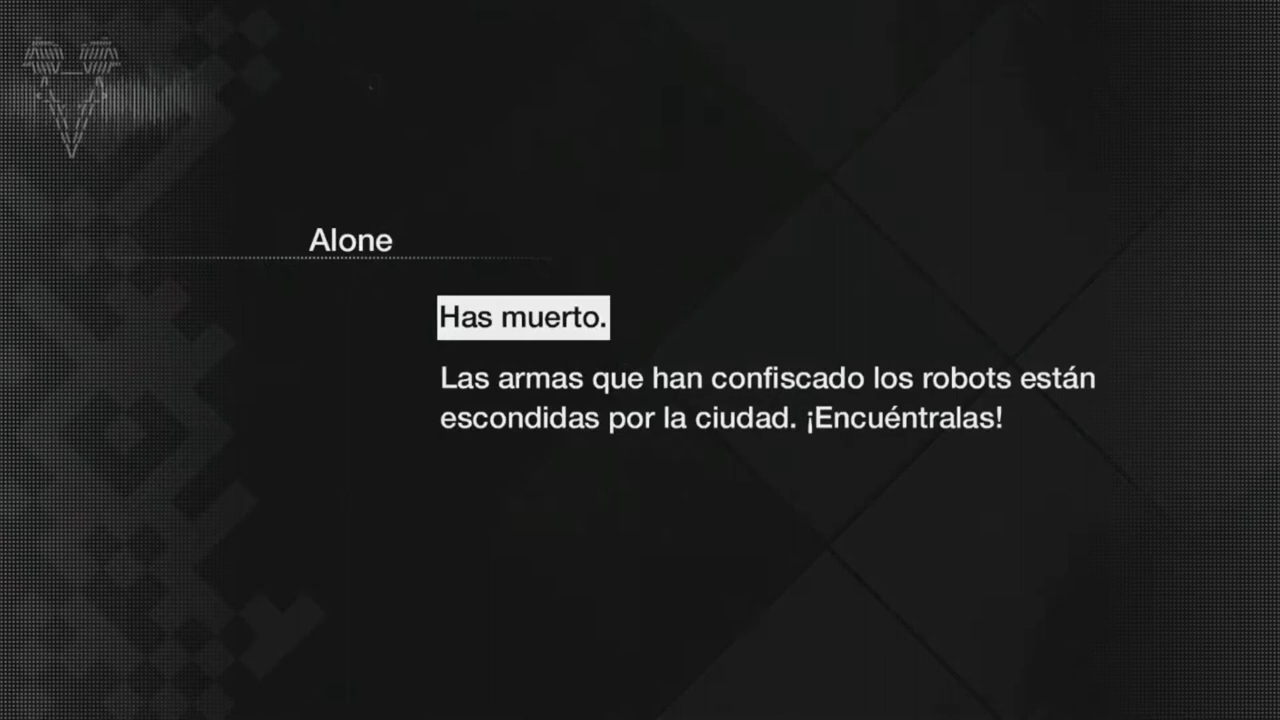 Alone
Has muerto.
Las armas que han confiscado los robots están
escondidas por la ciudad. ¡Encuéntralas!